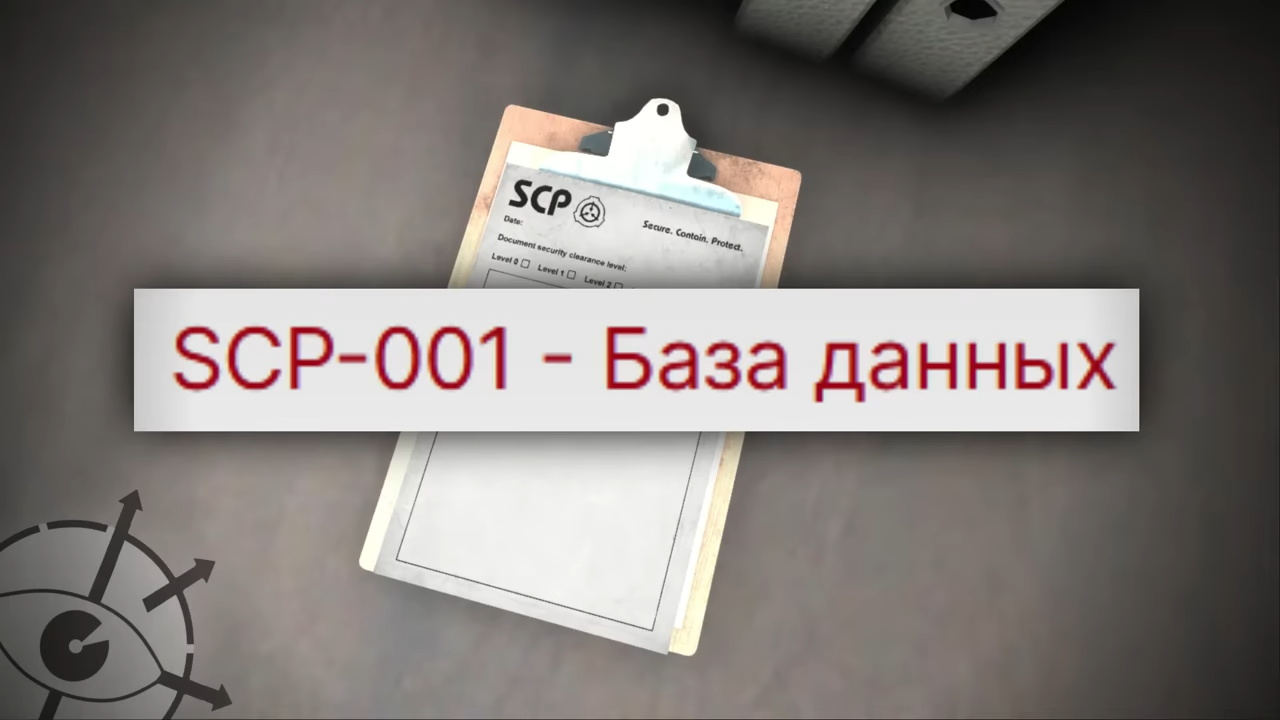 SCP
Secure. Contain. Protect.
Date:
Document security clearance level:
Level 0 Level 1 Level 2
SCP-001 - База данных